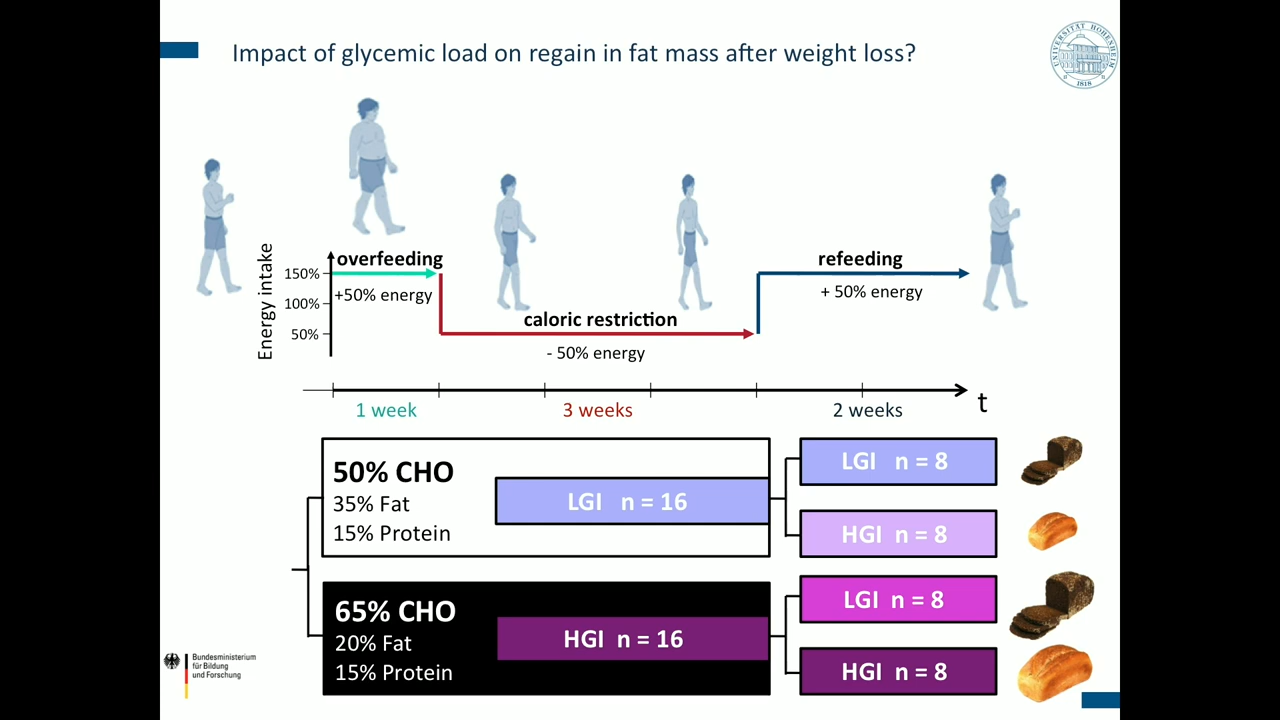 Impact of glycemic load on regain in fat mass after weight loss?
UNIVERSITÄT HOHENHEIM
1818
Energy intake
150%
100%
50%
overfeeding
+50% energy
caloric restriction
- 50% energy
refeeding
+ 50% energy
1 week
3 weeks
2 weeks
t
50% CHO
35% Fat
15% Protein
LGI n = 16
LGI n = 8
HGI n = 8
65% CHO
20% Fat
15% Protein
HGI n = 16
LGI n = 8
HGI n = 8
Bundesministerium
für Bildung
und Forschung